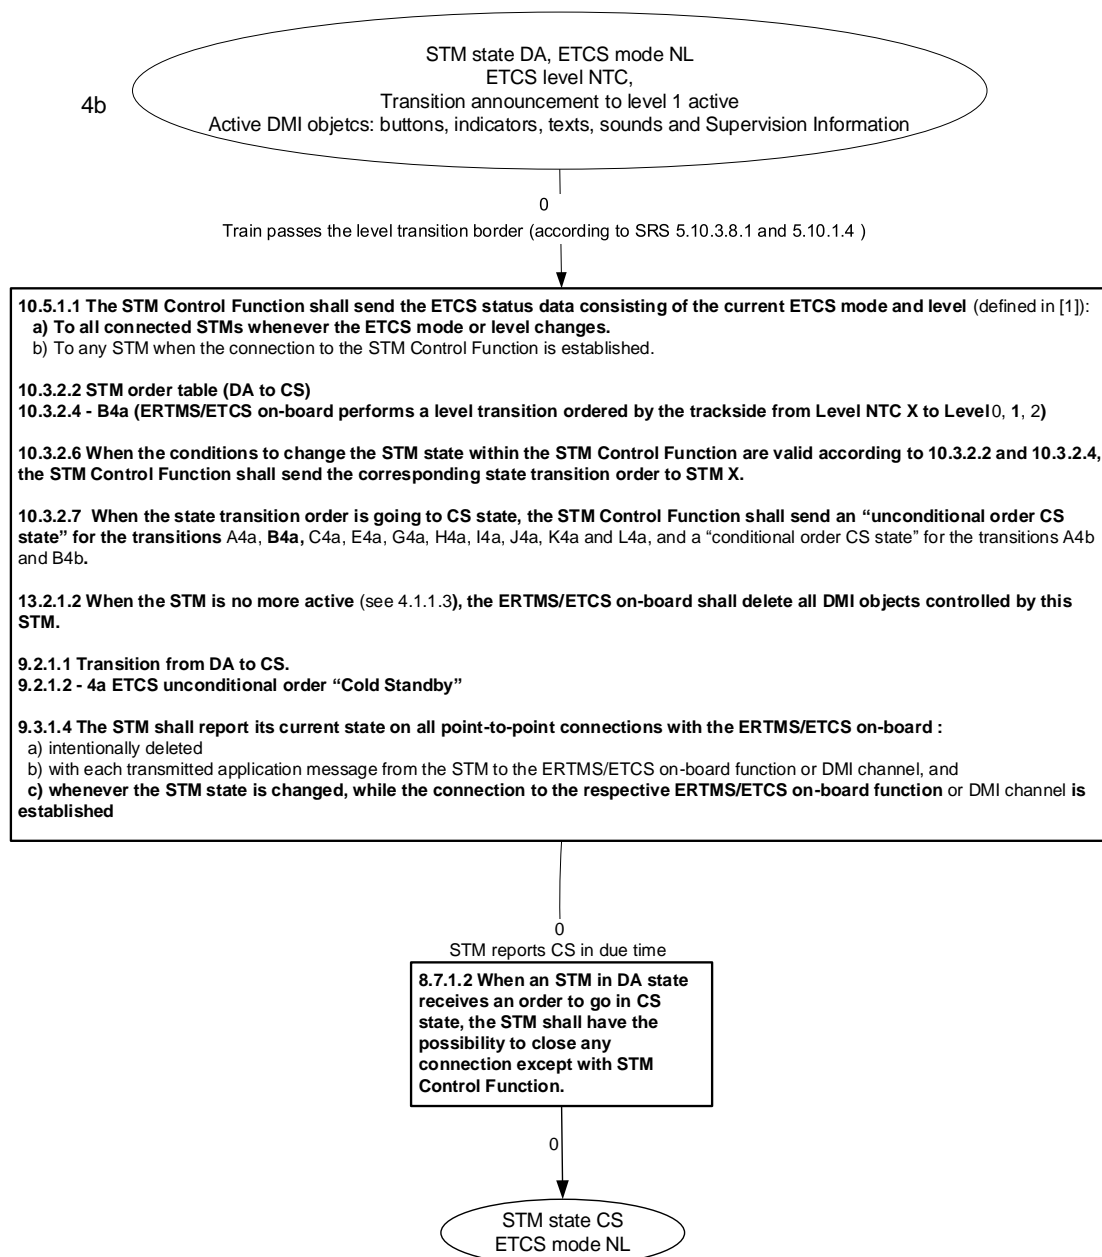 STM state DA, ETCS mode NL
ETCS level NTC,
4b
Transition announcement to level 1 active
Active DMI objetcs: buttons, indicators, texts, sounds and Supervision Information
0
Train passes the level transition border (according to SRS 5.10.3.8.1 and 5.10.1.4 )
10.5.1.1 The STM Control Function shall send the ETCS status data consisting of the current ETCS mode and level (defined in [1]):
a) To all connected STMs whenever the ETCS mode or level changes.
b) To any STM when the connection to the STM Control Function is established.
10.3.2.2 STM order table (DA to CS)
10.3.2.4 - B4a (ERTMS/ETCS on-board performs a level transition ordered by the trackside from Level NTC X to Level 0, 1, 2)
10.3.2.6 When the conditions to change the STM state within the STM Control Function are valid according to 10.3.2.2 and 10.3.2.4,
the STM Control Function shall send the corresponding state transition order to STM X.
10.3.2.7 When the state transition order is going to CS state, the STM Control Function shall send an “unconditional order CS
state” for the transitions A4a, B4a, C4a, E4a, G4a, H4a, I4a, J4a, K4a and L4a, and a “conditional order CS state” for the transitions A4b
and B4b.
13.2.1.2 When the STM is no more active (see 4.1.1.3), the ERTMS/ETCS on-board shall delete all DMI objects controlled by this
STM.
9.2.1.1 Transition from DA to CS.
9.2.1.2 - 4a ETCS unconditional order “Cold Standby”
9.3.1.4 The STM shall report its current state on all point-to-point connections with the ERTMS/ETCS on-board :
a) intentionally deleted
b) with each transmitted application message from the STM to the ERTMS/ETCS on-board function or DMI channel, and
c) whenever the STM state is changed, while the connection to the respective ERTMS/ETCS on-board function or DMI channel is
established
0
STM reports CS in due time
8.7.1.2 When an STM in DA state
receives an order to go in CS
state, the STM shall have the
possibility to close any
connection except with STM
Control Function.
0
STM state CS
ETCS mode NL